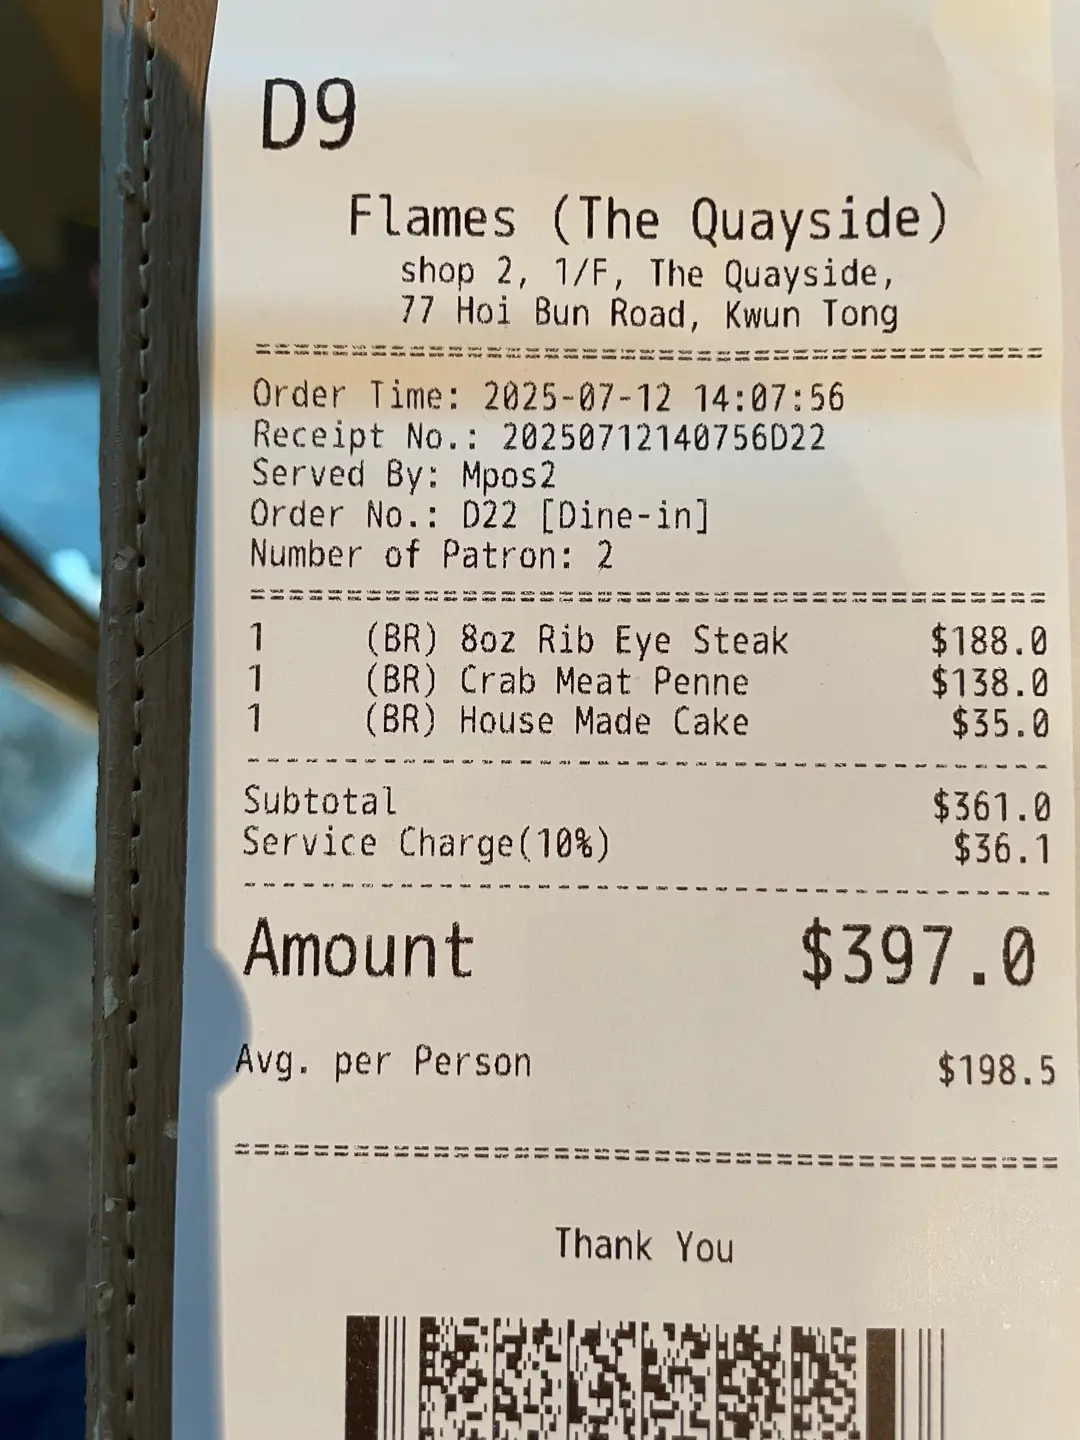 D9
Flames (The Quayside)
shop 2, 1/F, The Quayside,
77 Hoi Bun Road, Kwun Tong
Order Time: 2025-07-12 14:07:56
Receipt No.: 20250712140756D22
Served By: Mpos2
Order No.: D22 [Dine-in]
Number of Patron: 2
1 (BR) 8oz Rib Eye Steak $188.0
1 (BR) Crab Meat Penne $138.0
1 (BR) House Made Cake $35.0
Subtotal $361.0
Service Charge(10%) $36.1
Amount $397.0
Avg. per Person $198.5
Thank You